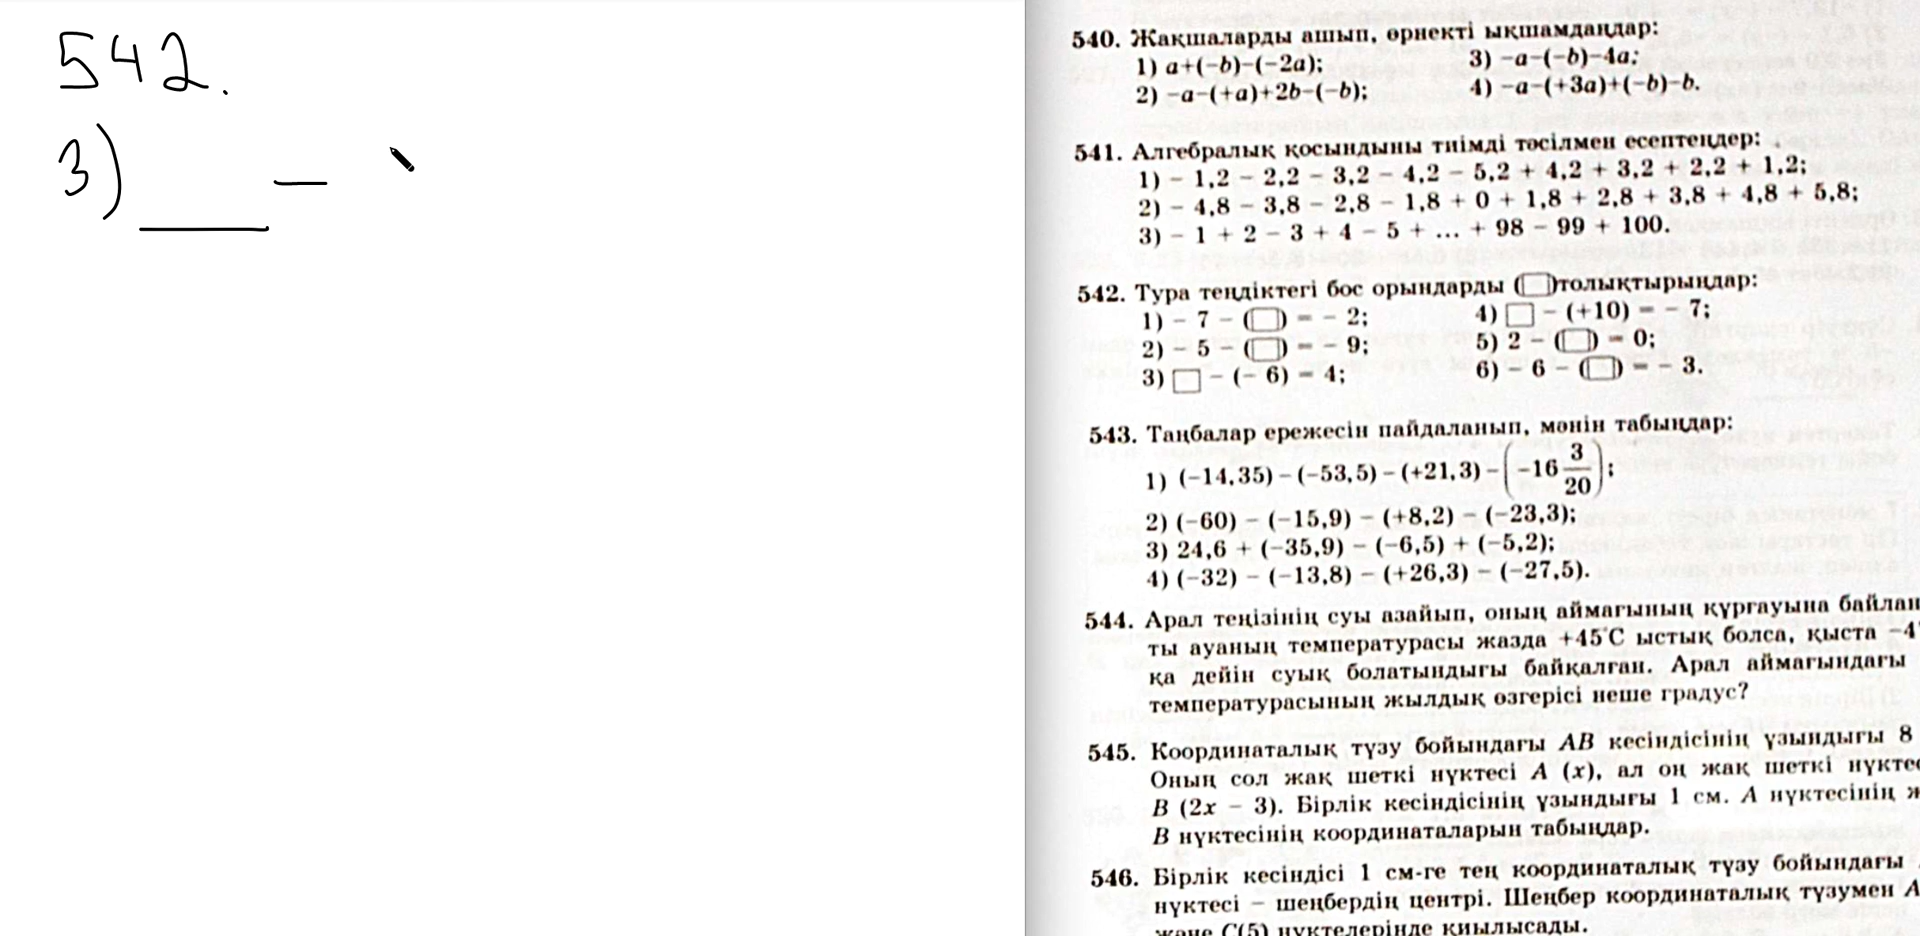 542.
3) ___ –
540. Жақшаларды ашып, өрнекті ықшамдаңдар:
1) a+(−b)−(−2a);
3) −a−(−b)−4a;
2) −a−(+a)+2b−(−b);
4) −a−(+3a)+(−b)−b.
541. Алгебралық қосындыны тиімді тәсілмен есептеңдер:
1) − 1,2 − 2,2 − 3,2 − 4,2 − 5,2 + 4,2 + 3,2 + 2,2 + 1,2;
2) − 4,8 − 3,8 − 2,8 − 1,8 + 0 + 1,8 + 2,8 + 3,8 + 4,8 + 5,8;
3) − 1 + 2 − 3 + 4 − 5 + ... + 98 − 99 + 100.
542. Тура теңдіктегі бос орындарды (□)толықтырыңдар:
1) − 7 − (□) = − 2;
4) □ − (+10) = − 7;
2) − 5 − (□) = − 9;
5) 2 − (□) = 0;
3) □ − (− 6) = 4;
6) − 6 − (□) = − 3.
543. Таңбалар ережесін пайдаланып, мәнін табыңдар:
1) (−14,35) − (−53,5) − (+21,3) − (−16 3/20);
2) (−60) − (−15,9) − (+8,2) − (−23,3);
3) 24,6 + (−35,9) − (−6,5) + (−5,2);
4) (−32) − (−13,8) − (+26,3) − (−27,5).
544. Арал теңізінің суы азайып, оның аймағының құрғауына байлан
ты ауаның температурасы жазда +45°С ыстық болса, қыста −4
қа дейін суық болатындығы байқалған. Арал аймағындағы
температурасының жылдық өзгерісі неше градус?
545. Координаталық түзу бойындағы AB кесіндісінің ұзындығы 8
Оның сол жақ шеткі нүктесі A (x), ал оң жақ шеткі нүктес
B (2x − 3). Бірлік кесіндісінің ұзындығы 1 см. A нүктесінің ж
B нүктесінің координаталарын табыңдар.
546. Бірлік кесіндісі 1 см-ге тең координаталық түзу бойындағы
нүктесі – шеңбердің центрі. Шеңбер координаталық түзумен A
және C(5) нүктелерінде қиылысады.